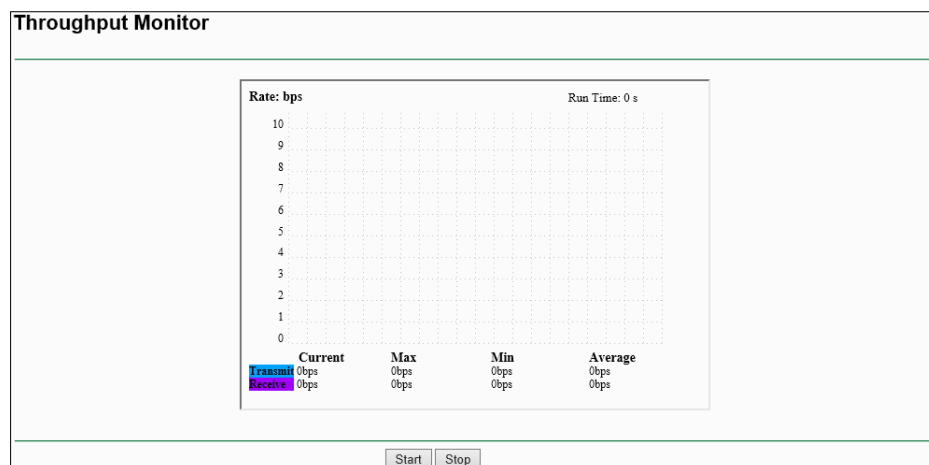 Throughput Monitor
Rate: bps Run Time: 0 s
10
9
8
7
6
5
4
3
2
1
0
Current Max Min Average
Transmit 0bps 0bps 0bps 0bps
Receive 0bps 0bps 0bps 0bps
Start Stop